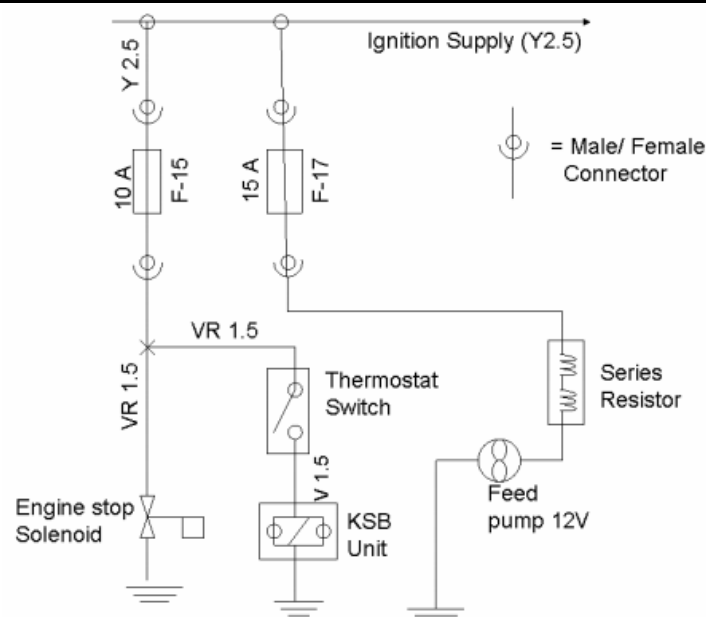 Ignition Supply (Y2.5)
Y 2.5
= Male/ Female
Connector
10 A
F-15
15 A
F-17
VR 1.5
Thermostat
Switch
Series
Resistor
VR 1.5
V 1.5
Engine stop
Solenoid
KSB
Unit
Feed
pump 12V